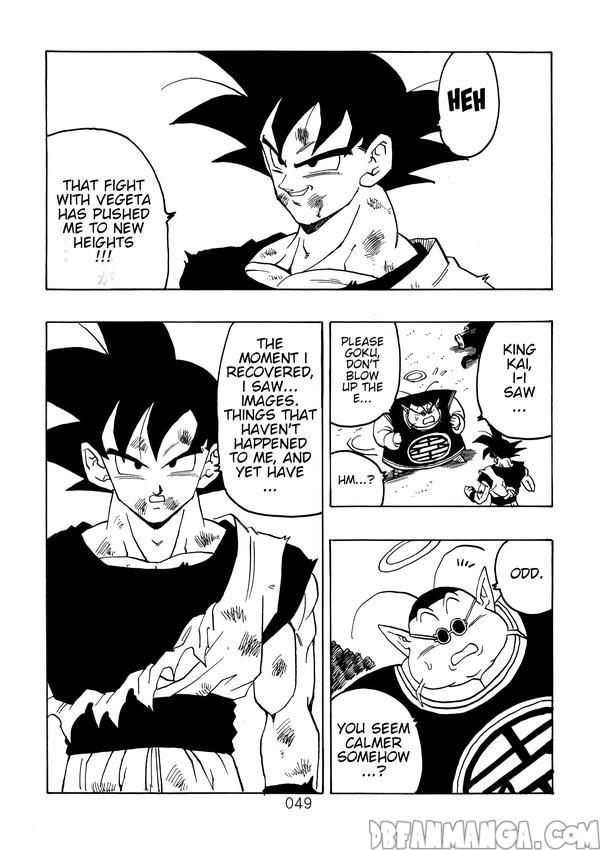 HEH
THAT FIGHT
WITH VEGETA
HAS PUSHED
ME TO NEW
HEIGHTS
!!!
が
KING
KAI,
I-I
SAW
...
PLEASE
GOKU,
DON'T
BLOW
UP THE
E...
HM...?
ODD.
YOU SEEM
CALMER
SOMEHOW
...?
THE
MOMENT I
RECOVERED,
I SAW...
IMAGES.
THINGS THAT
HAVEN'T
HAPPENED
TO ME, AND
YET HAVE
...
049
DBFANMANGA.COM